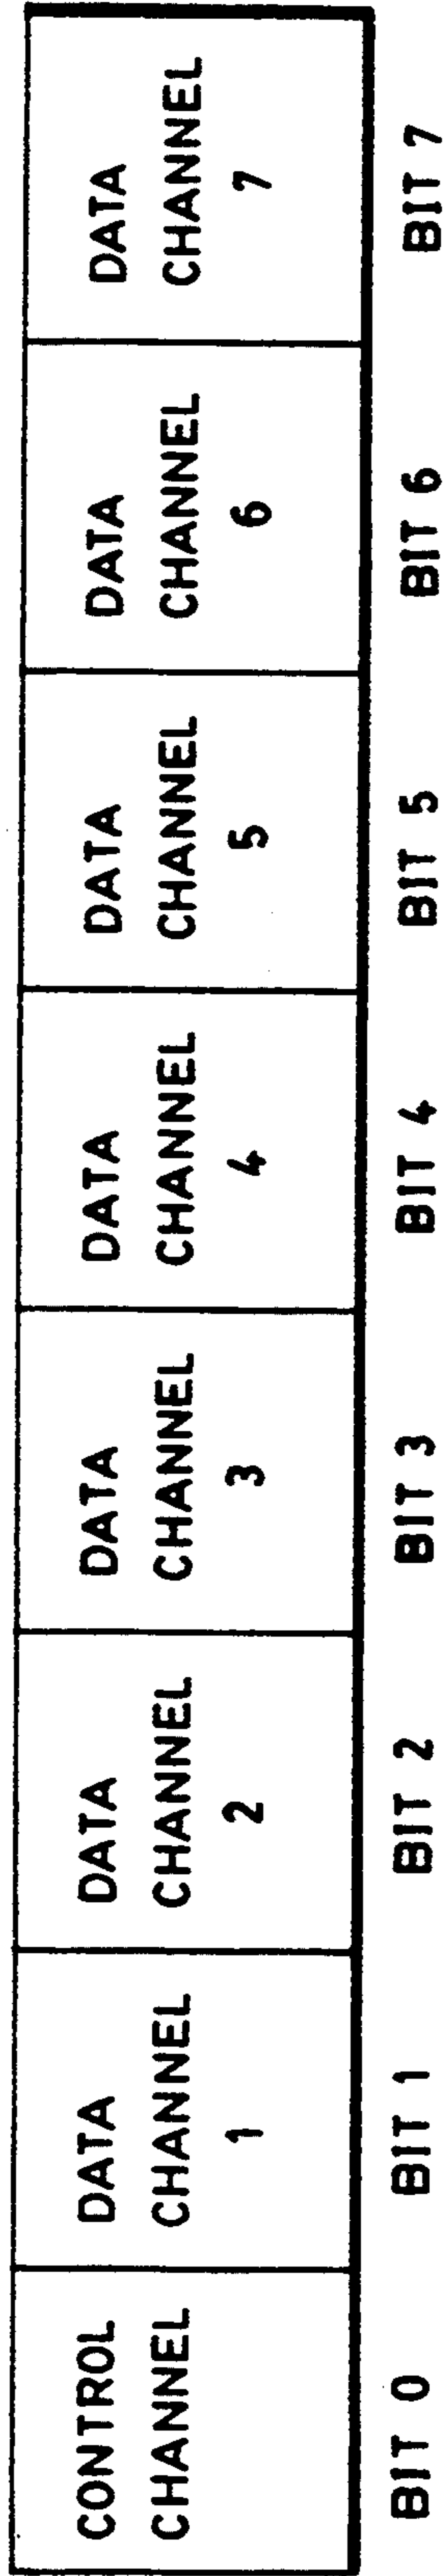 CONTROL
CHANNEL
DATA
CHANNEL
1
DATA
CHANNEL
2
DATA
CHANNEL
3
DATA
CHANNEL
4
DATA
CHANNEL
5
DATA
CHANNEL
6
DATA
CHANNEL
7
BIT 0
BIT 1
BIT 2
BIT 3
BIT 4
BIT 5
BIT 6
BIT 7